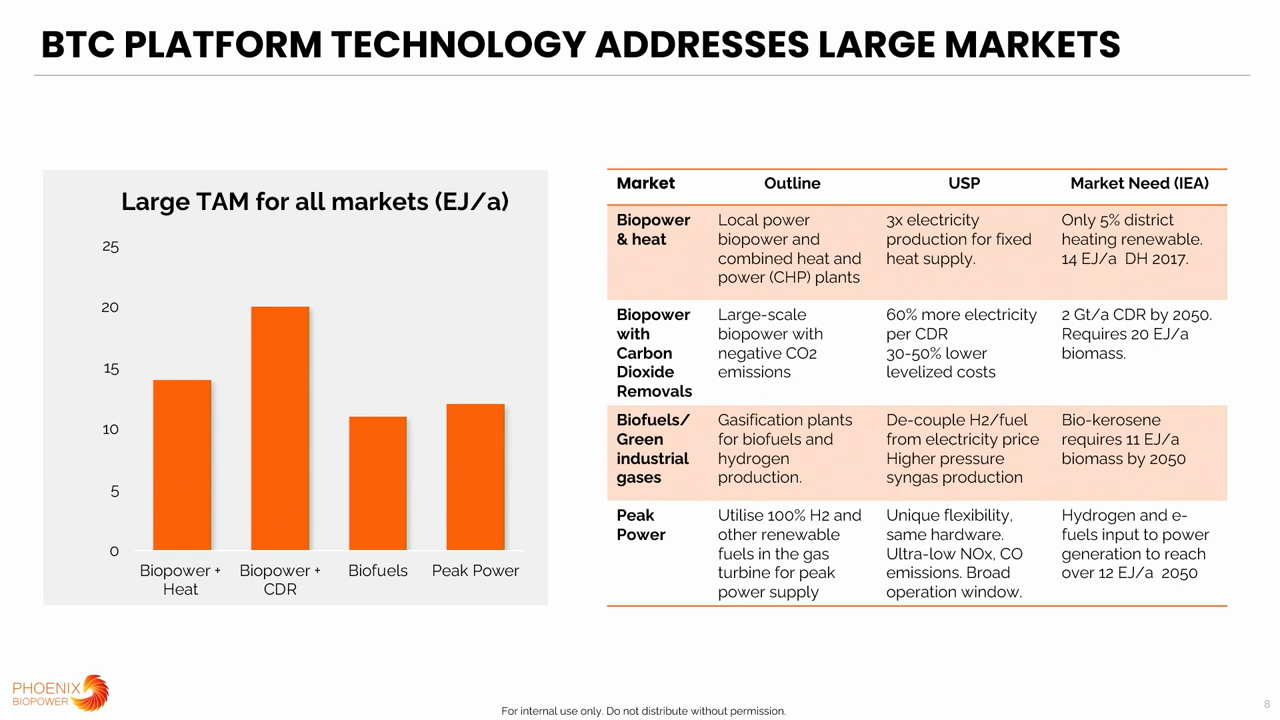 BTC PLATFORM TECHNOLOGY ADDRESSES LARGE MARKETS
Large TAM for all markets (EJ/a)
25
20
15
10
5
0
Biopower +
Heat
Biopower +
CDR
Biofuels
Peak Power
Market
Outline
USP
Market Need (IEA)
Biopower
& heat
Local power
biopower and
combined heat and
power (CHP) plants
3x electricity
production for fixed
heat supply.
Only 5% district
heating renewable.
14 EJ/a DH 2017.
Biopower
with
Carbon
Dioxide
Removals
Large-scale
biopower with
negative CO2
emissions
60% more electricity
per CDR
30-50% lower
levelized costs
2 Gt/a CDR by 2050.
Requires 20 EJ/a
biomass.
Biofuels/
Green
industrial
gases
Gasification plants
for biofuels and
hydrogen
production.
De-couple H2/fuel
from electricity price
Higher pressure
syngas production
Bio-kerosene
requires 11 EJ/a
biomass by 2050
Peak
Power
Utilise 100% H2 and
other renewable
fuels in the gas
turbine for peak
power supply
Unique flexibility,
same hardware.
Ultra-low NOx, CO
emissions. Broad
operation window.
Hydrogen and e-
fuels input to power
generation to reach
over 12 EJ/a 2050
PHOENIX
BIOPOWER
For internal use only. Do not distribute without permission.
8